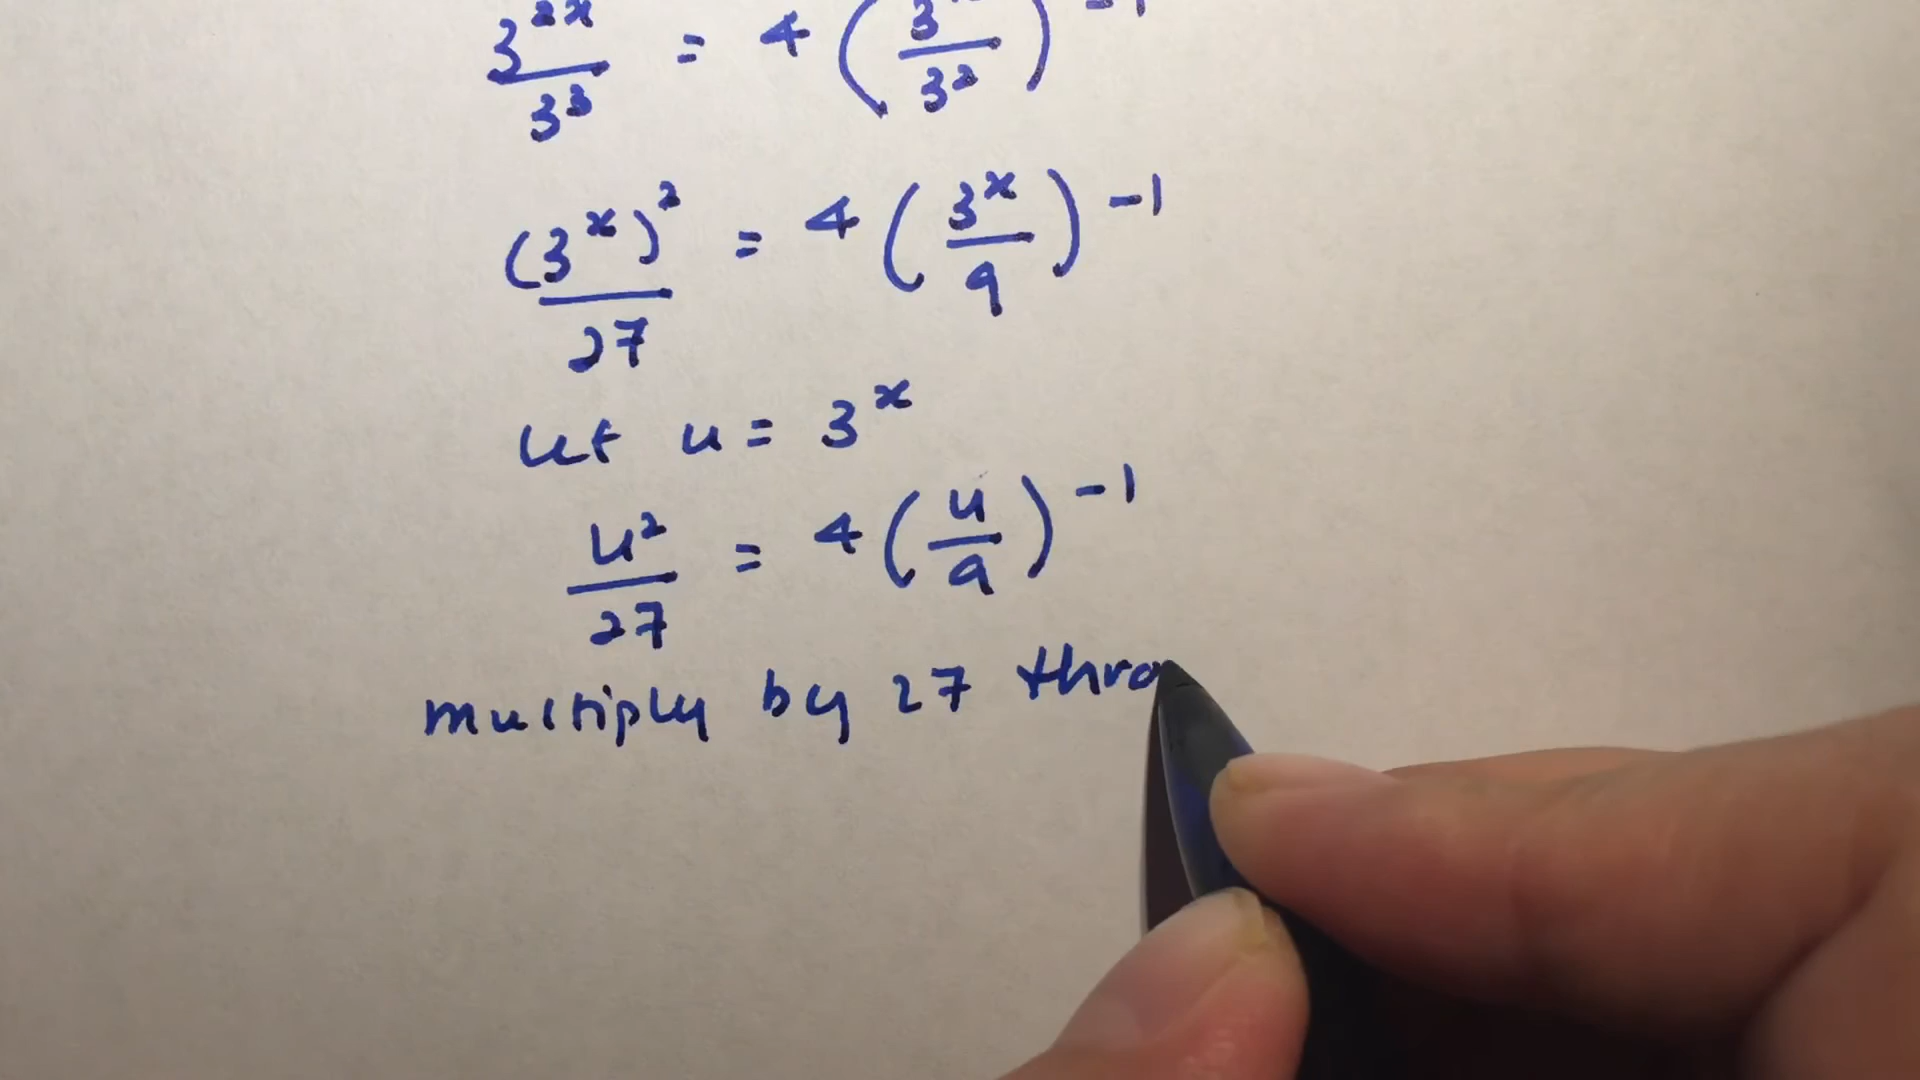 3^{2x}/3^3 = 4(3/3^2) -1
(3^x)^2/27 = 4(3^x/9) -1
let u = 3^x
u^2/27 = 4(u/9) -1
multiply by 27 thro